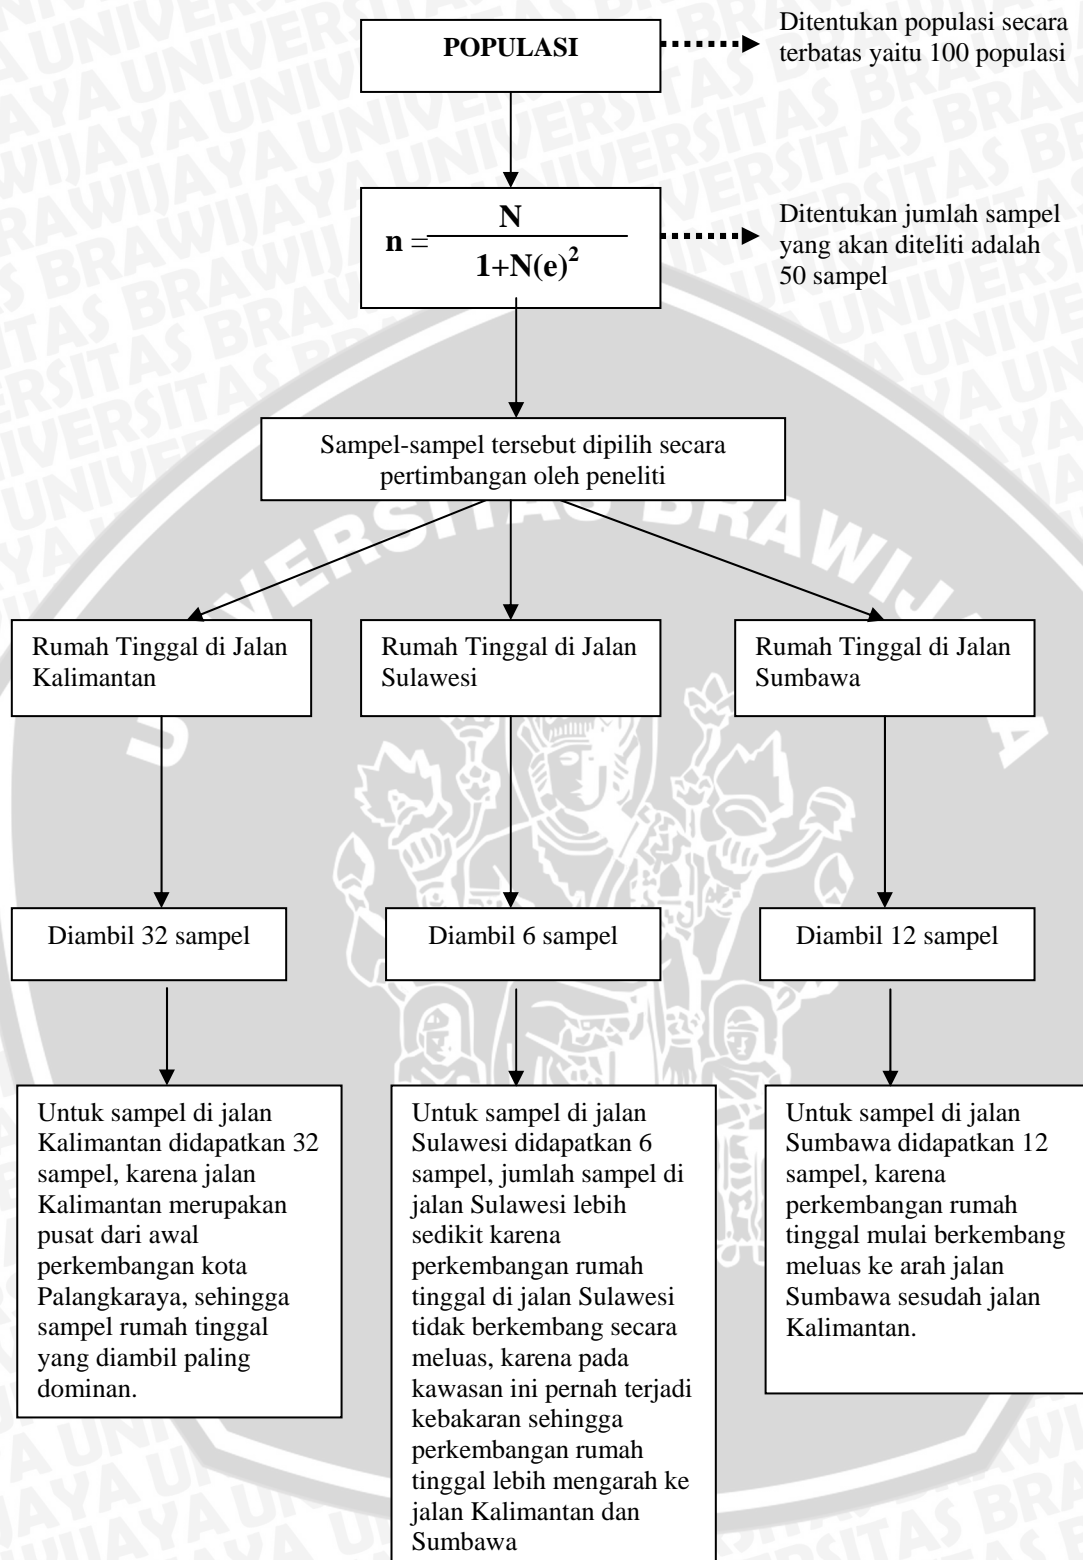 POPULASI
Ditentukan populasi secara
terbatas yaitu 100 populasi
n = N
1+N(e)²
Ditentukan jumlah sampel
yang akan diteliti adalah
50 sampel
Sampel-sampel tersebut dipilih secara
pertimbangan oleh peneliti
Rumah Tinggal di Jalan
Kalimantan
Rumah Tinggal di Jalan
Sulawesi
Rumah Tinggal di Jalan
Sumbawa
Diambil 32 sampel
Diambil 6 sampel
Diambil 12 sampel
Untuk sampel di jalan
Kalimantan didapatkan 32
sampel, karena jalan
Kalimantan merupakan
pusat dari awal
perkembangan kota
Palangkaraya, sehingga
sampel rumah tinggal
yang diambil paling
dominan.
Untuk sampel di jalan
Sulawesi didapatkan 6
sampel, jumlah sampel di
jalan Sulawesi lebih
sedikit karena
perkembangan rumah
tinggal di jalan Sulawesi
tidak berkembang secara
meluas, karena pada
kawasan ini pernah terjadi
kebakaran sehingga
perkembangan rumah
tinggal lebih mengarah ke
jalan Kalimantan dan
Sumbawa
Untuk sampel di jalan
Sumbawa didapatkan 12
sampel, karena
perkembangan rumah
tinggal mulai berkembang
meluas ke arah jalan
Sumbawa sesudah jalan
Kalimantan.
UNIVERSITAS BRAWIJAYA